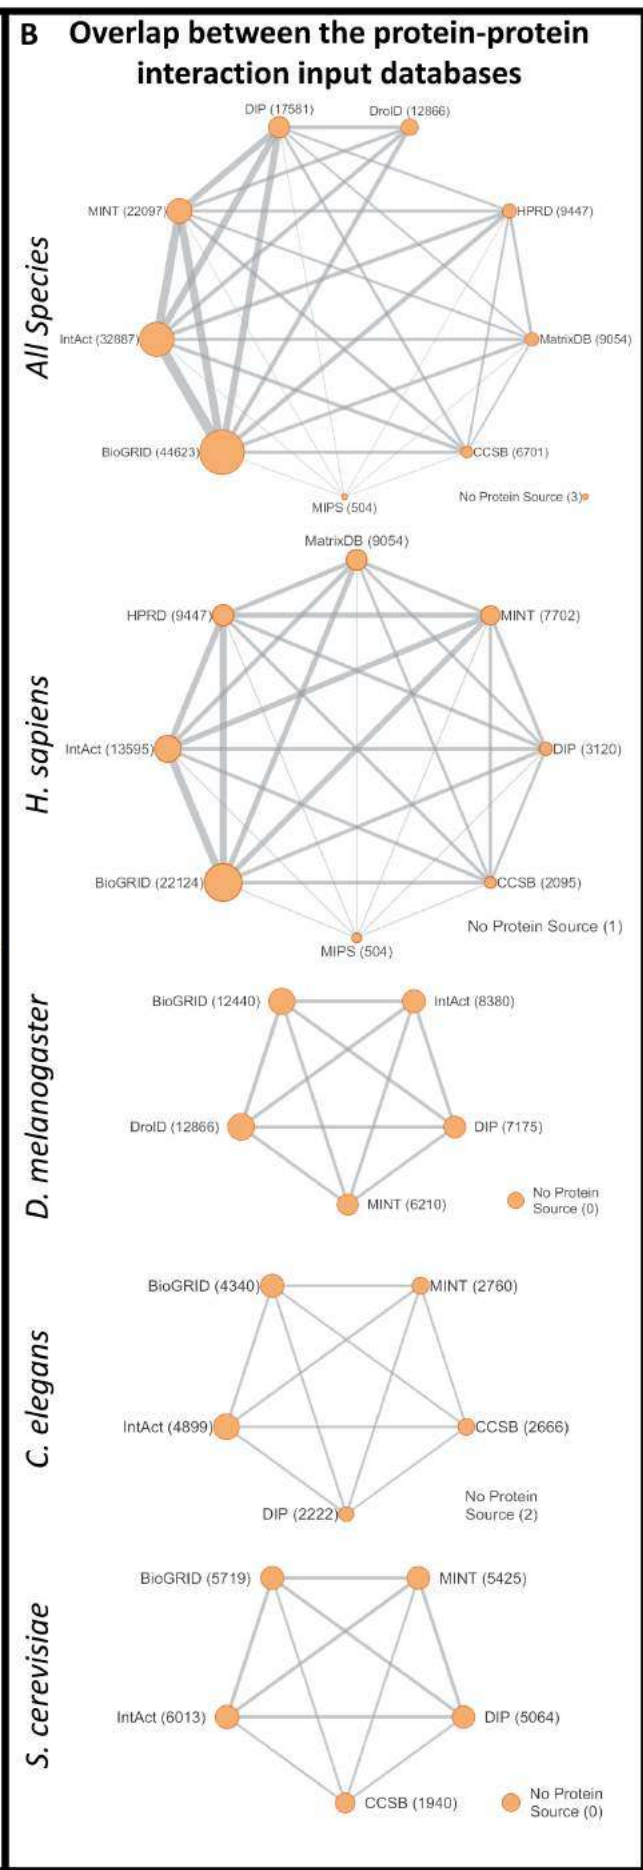 B Overlap between the protein-protein
interaction input databases
All Species
DIP (17581)
DroID (12866)
MINT (22097)
HPRD (9447)
IntAct (32887)
MatrixDB (9054)
BioGRID (44623)
CCSB (6701)
MIPS (504)
No Protein Source (3)
H. sapiens
MatrixDB (9054)
HPRD (9447)
MINT (7702)
IntAct (13595)
DIP (3120)
BioGRID (22124)
CCSB (2095)
No Protein Source (1)
MIPS (504)
D. melanogaster
BioGRID (12440)
IntAct (8380)
DroID (12866)
DIP (7175)
MINT (6210)
No Protein
Source (0)
C. elegans
BioGRID (4340)
MINT (2760)
IntAct (4899)
CCSB (2666)
DIP (2222)
No Protein
Source (2)
S. cerevisiae
BioGRID (5719)
MINT (5425)
IntAct (6013)
DIP (5064)
CCSB (1940)
No Protein
Source (0)